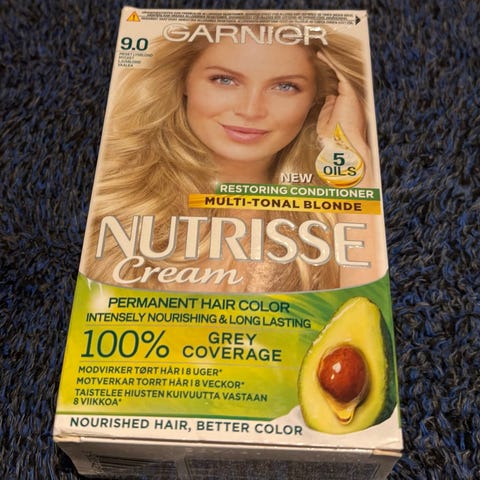 GARNIER
9.0
NEW
5
OILS
RESTORING CONDITIONER
MULTI-TONAL BLONDE
NUTRISSE
Cream
PERMANENT HAIR COLOR
INTENSELY NOURISHING & LONG LASTING
100% GREY
COVERAGE
MODVIRKER TØRT HÅR I 8 UGER*
MOTVERKAR TORRT HÅR I 8 VECKOR*
TAISTELEE HIUSTEN KUIVUUTTA VASTAAN
8 VIIKKOA*
NOURISHED HAIR, BETTER COLOR